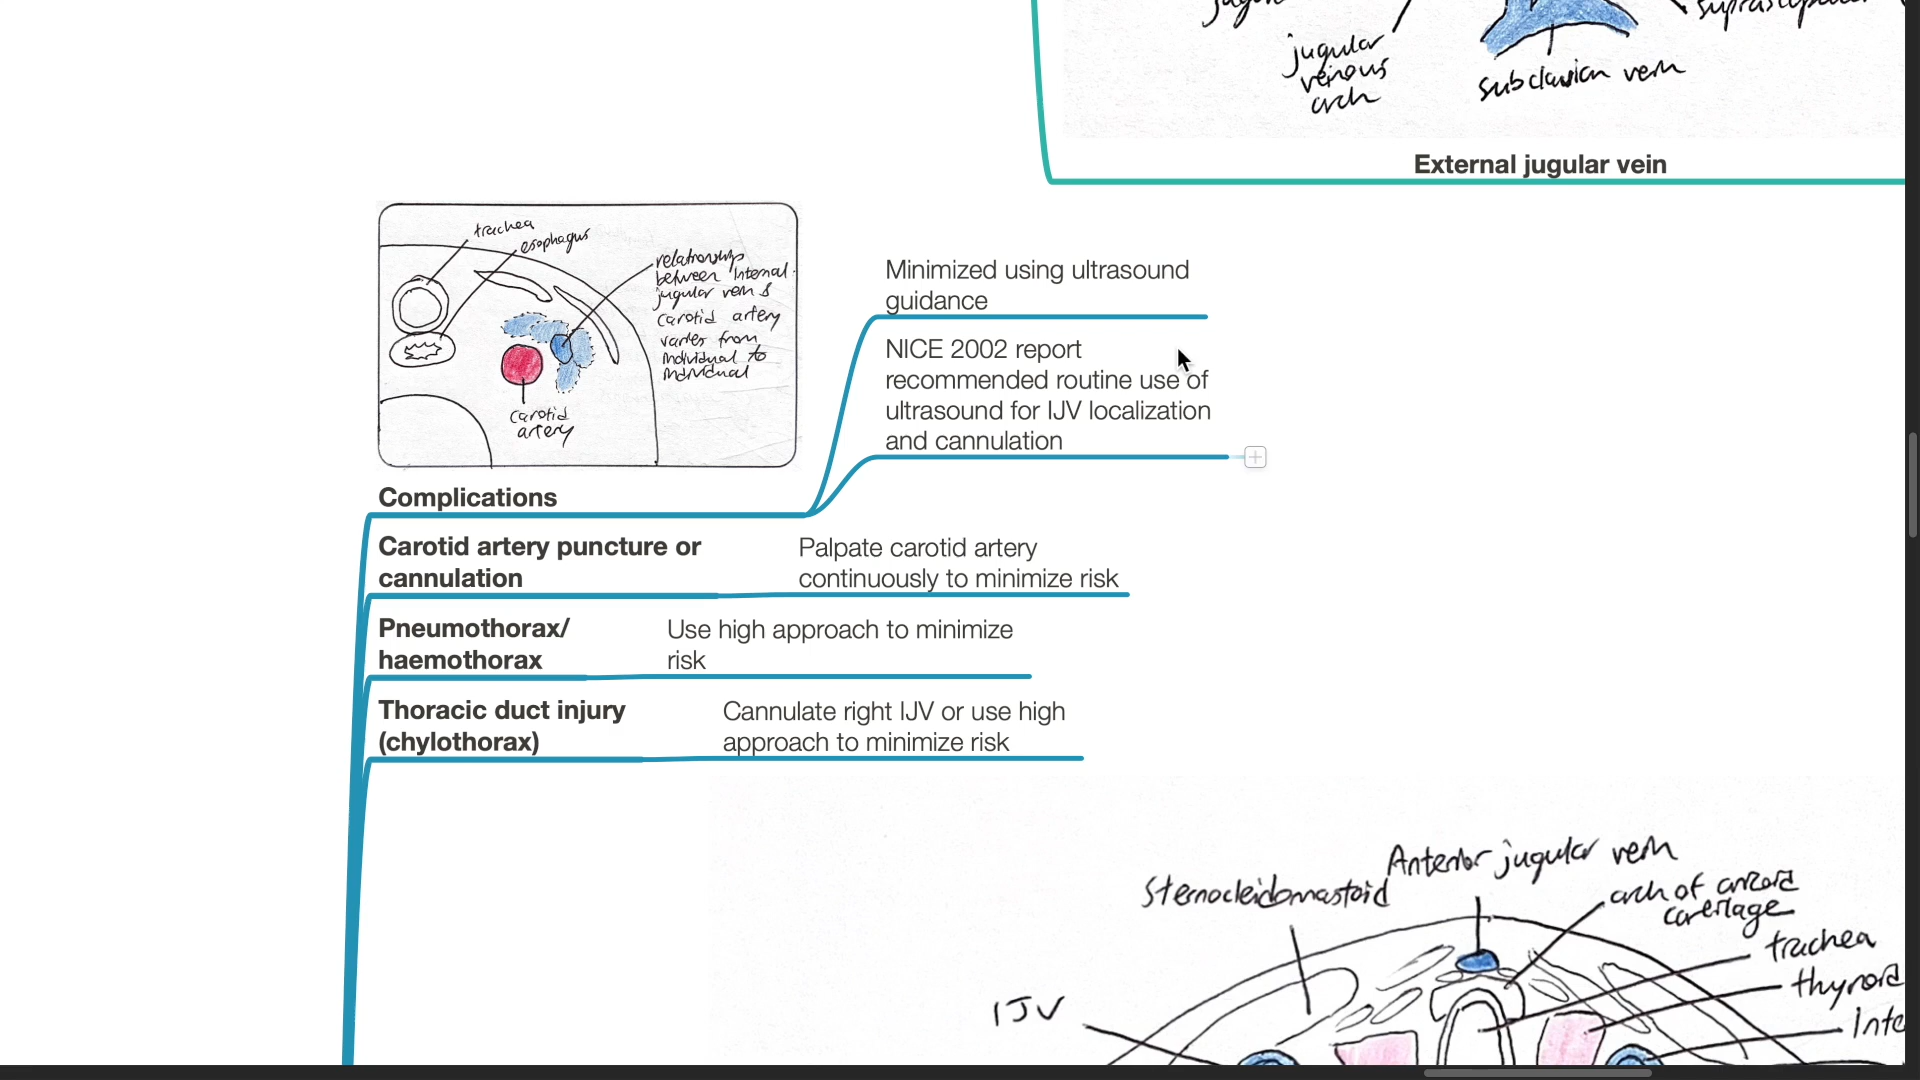 jugular
venous
arch
subclavian vein
External jugular vein
trachea
esophagus
relationships
between internal
jugular vein &
carotid artery
varies from
individual to
individual
carotid
artery
Minimized using ultrasound
guidance
NICE 2002 report
recommended routine use of
ultrasound for IJV localization
and cannulation
Complications
Carotid artery puncture or
cannulation
Palpate carotid artery
continuously to minimize risk
Pneumothorax/
haemothorax
Use high approach to minimize
risk
Thoracic duct injury
(chylothorax)
Cannulate right IJV or use high
approach to minimize risk
Anterior jugular vein
Sternocleidomastoid
arch of cricoid
cartilage
trachea
thyroid
IJV